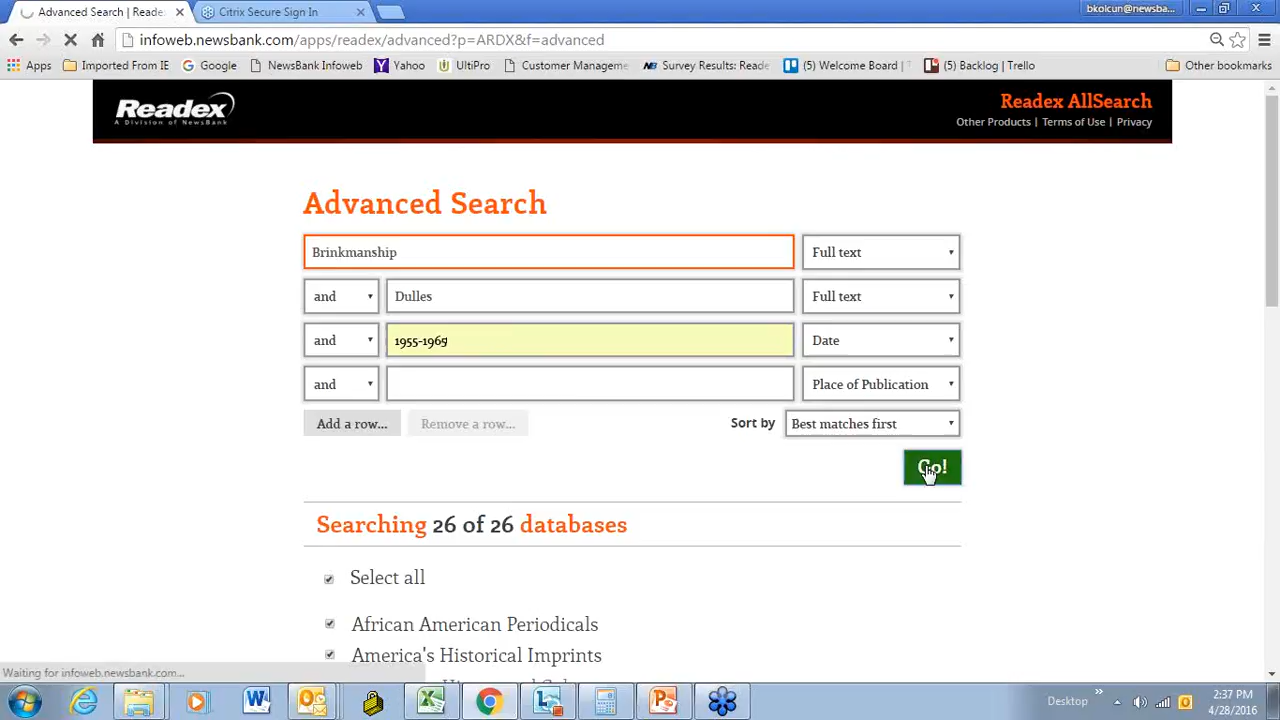 Advanced Search | Reade
Citrix Secure Sign In
bkolcun@newsba...
infoweb.newsbank.com/apps/readex/advanced?p=ARDX&f=advanced
Apps
Imported From IE
Google
NewsBank Infoweb
Yahoo
UltiPro
Customer Manageme
Survey Results: Reade
(5) Welcome Board |
(5) Backlog | Trello
Other bookmarks
Readex
A Division of NewsBank
Readex AllSearch
Other Products | Terms of Use | Privacy
Advanced Search
Brinkmanship Full text
and Dulles Full text
and 1955-1965 Date
and Place of Publication
Add a row... Remove a row... Sort by Best matches first
Go!
Searching 26 of 26 databases
Select all
African American Periodicals
America's Historical Imprints
Waiting for infoweb.newsbank.com...
Desktop
2:37 PM
4/28/2016